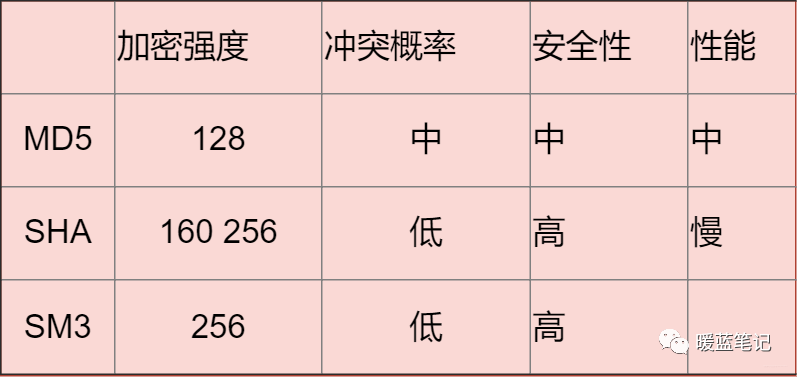 加密强度 冲突概率 安全性 性能
MD5 128 中 中 中
SHA 160 256 低 高 慢
SM3 256 低 高
暖蓝笔记